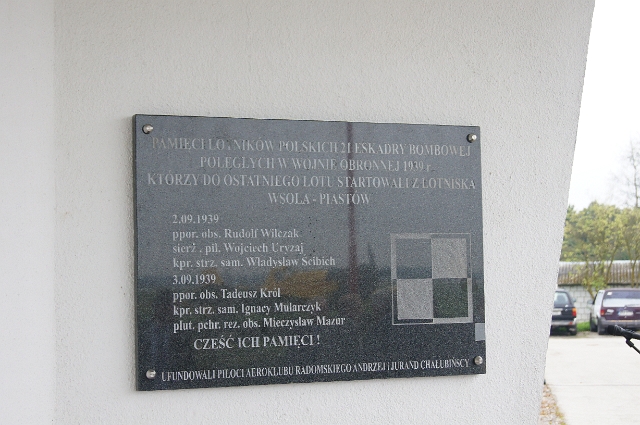 PAMIĘCI LOTNIKÓW POLSKICH 21 ESKADRY BOMBOWEJ
POLEGŁYCH W WOJNIE OBRONNEJ 1939 r
KTÓRZY DO OSTATNIEGO LOTU STARTOWALI Z LOTNISKA
WSOLA - PIASTÓW
2.09.1939
ppor. obs. Rudolf Wilczak
sierż . pil. Wojciech Uryzaj
kpr. strz. sam. Władysław Scibich
3.09.1939
ppor. obs. Tadeusz Król
kpr. strz. sam. Ignacy Mularczyk
plut. pchr. rez. obs. Mieczysław Mazur
CZEŚĆ ICH PAMIĘCI !
UFUNDOWALI PILOCI AEROKLUBU RADOMSKIEGO ANDRZEJ I JURAND CHAŁUBIŃSCY